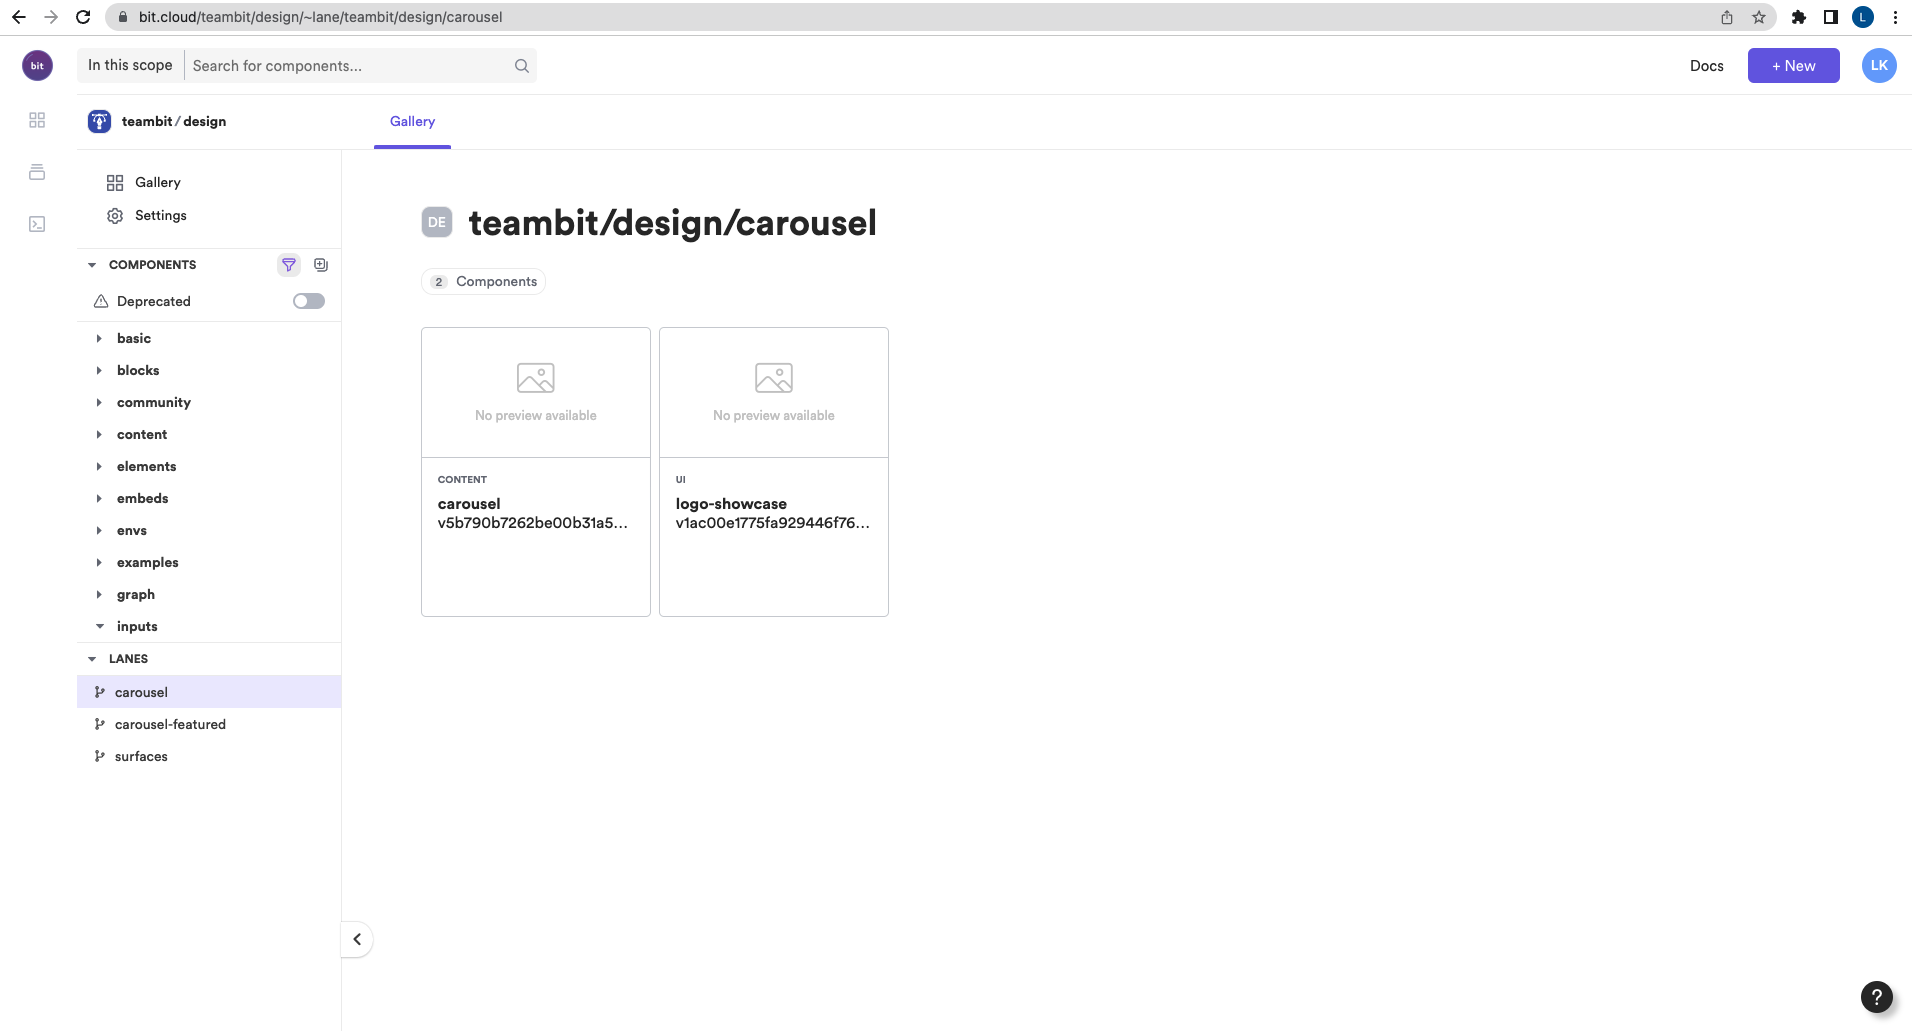 bit.cloud/teambit/design/~lane/teambit/design/carousel
L
bit
In this scope
Search for components...
Docs
+ New
LK
teambit/design
Gallery
Gallery
Settings
COMPONENTS
Deprecated
basic
blocks
community
content
elements
embeds
envs
examples
graph
inputs
LANES
carousel
carousel-featured
surfaces
DE
teambit/design/carousel
2 Components
No preview available
CONTENT
carousel
v5b790b7262be00b31a5...
No preview available
UI
logo-showcase
v1ac00e1775fa929446f76...
?